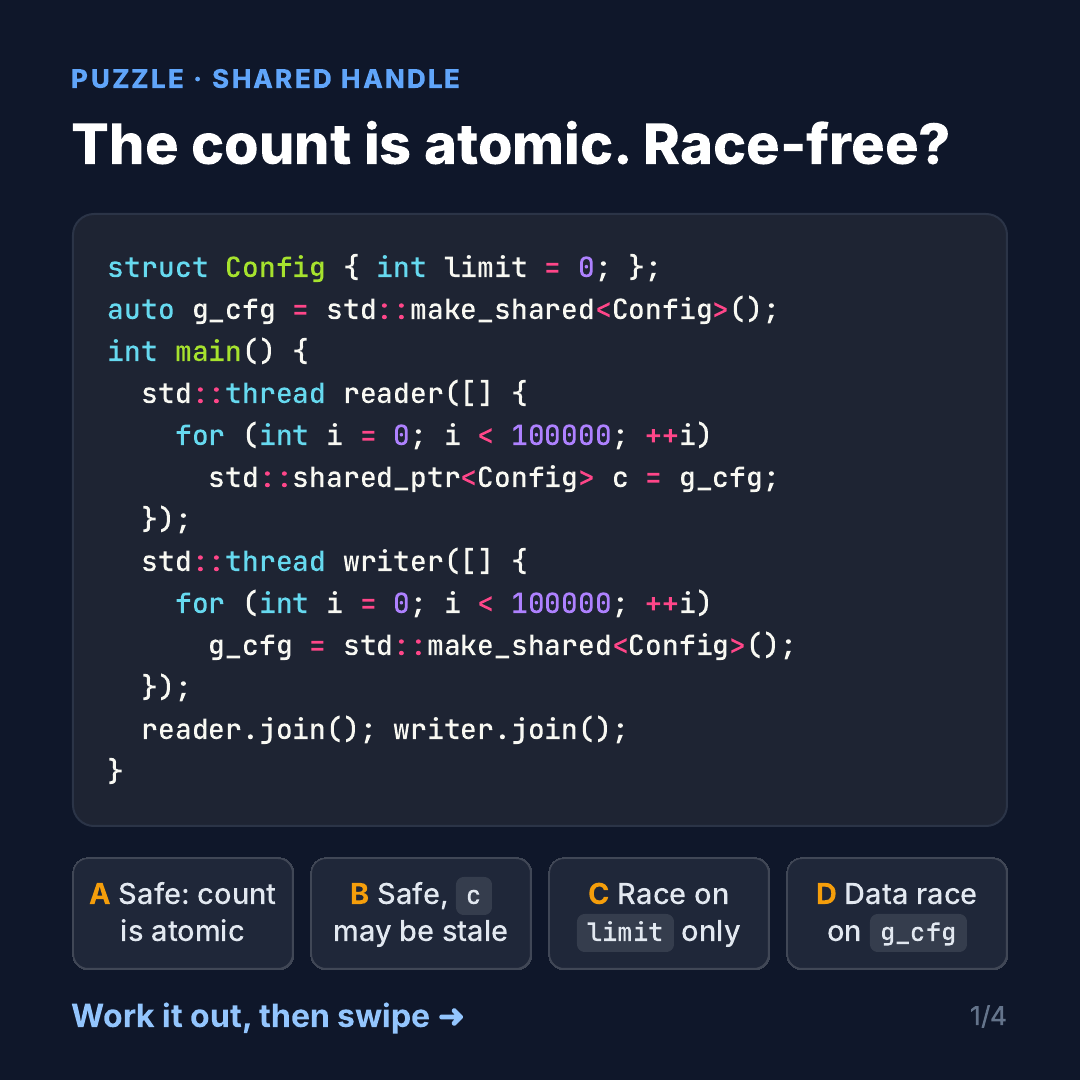 PUZZLE · SHARED HANDLE
The count is atomic. Race-free?
struct Config { int limit = 0; };
auto g_cfg = std::make_shared<Config>();
int main() {
  std::thread reader([] {
    for (int i = 0; i < 100000; ++i)
      std::shared_ptr<Config> c = g_cfg;
  });
  std::thread writer([] {
    for (int i = 0; i < 100000; ++i)
      g_cfg = std::make_shared<Config>();
  });
  reader.join(); writer.join();
}
A Safe: count
is atomic
B Safe, c
may be stale
C Race on
limit only
D Data race
on g_cfg
Work it out, then swipe ➜
1/4